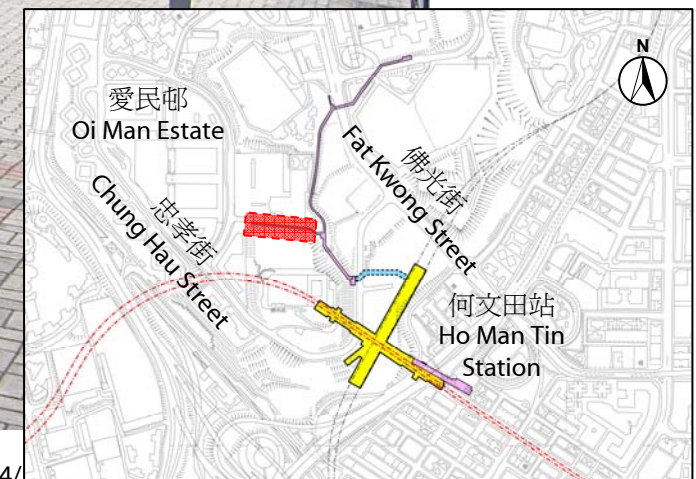 N
愛民邨
Oi Man Estate
佛光街
Fat Kwong Street
忠孝街
Chung Hau Street
何文田站
Ho Man Tin
Station
4/